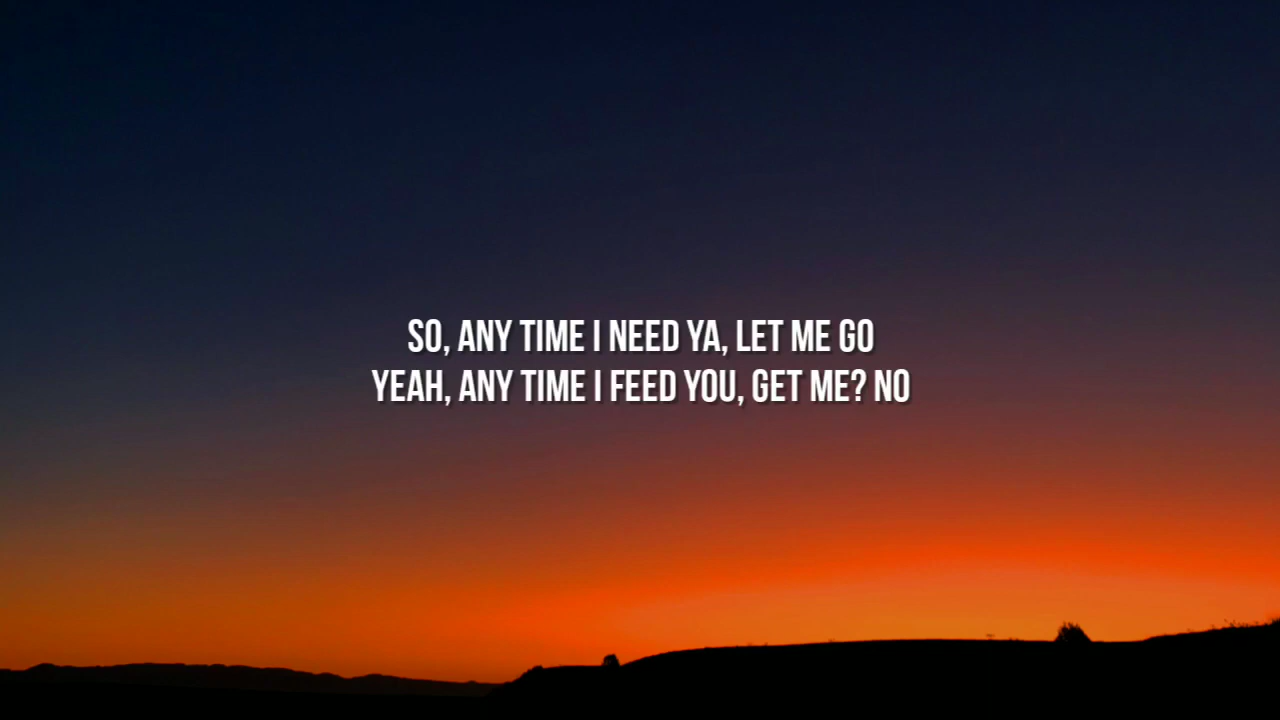 SO, ANY TIME I NEED YA, LET ME GO
YEAH, ANY TIME I FEED YOU, GET ME? NO